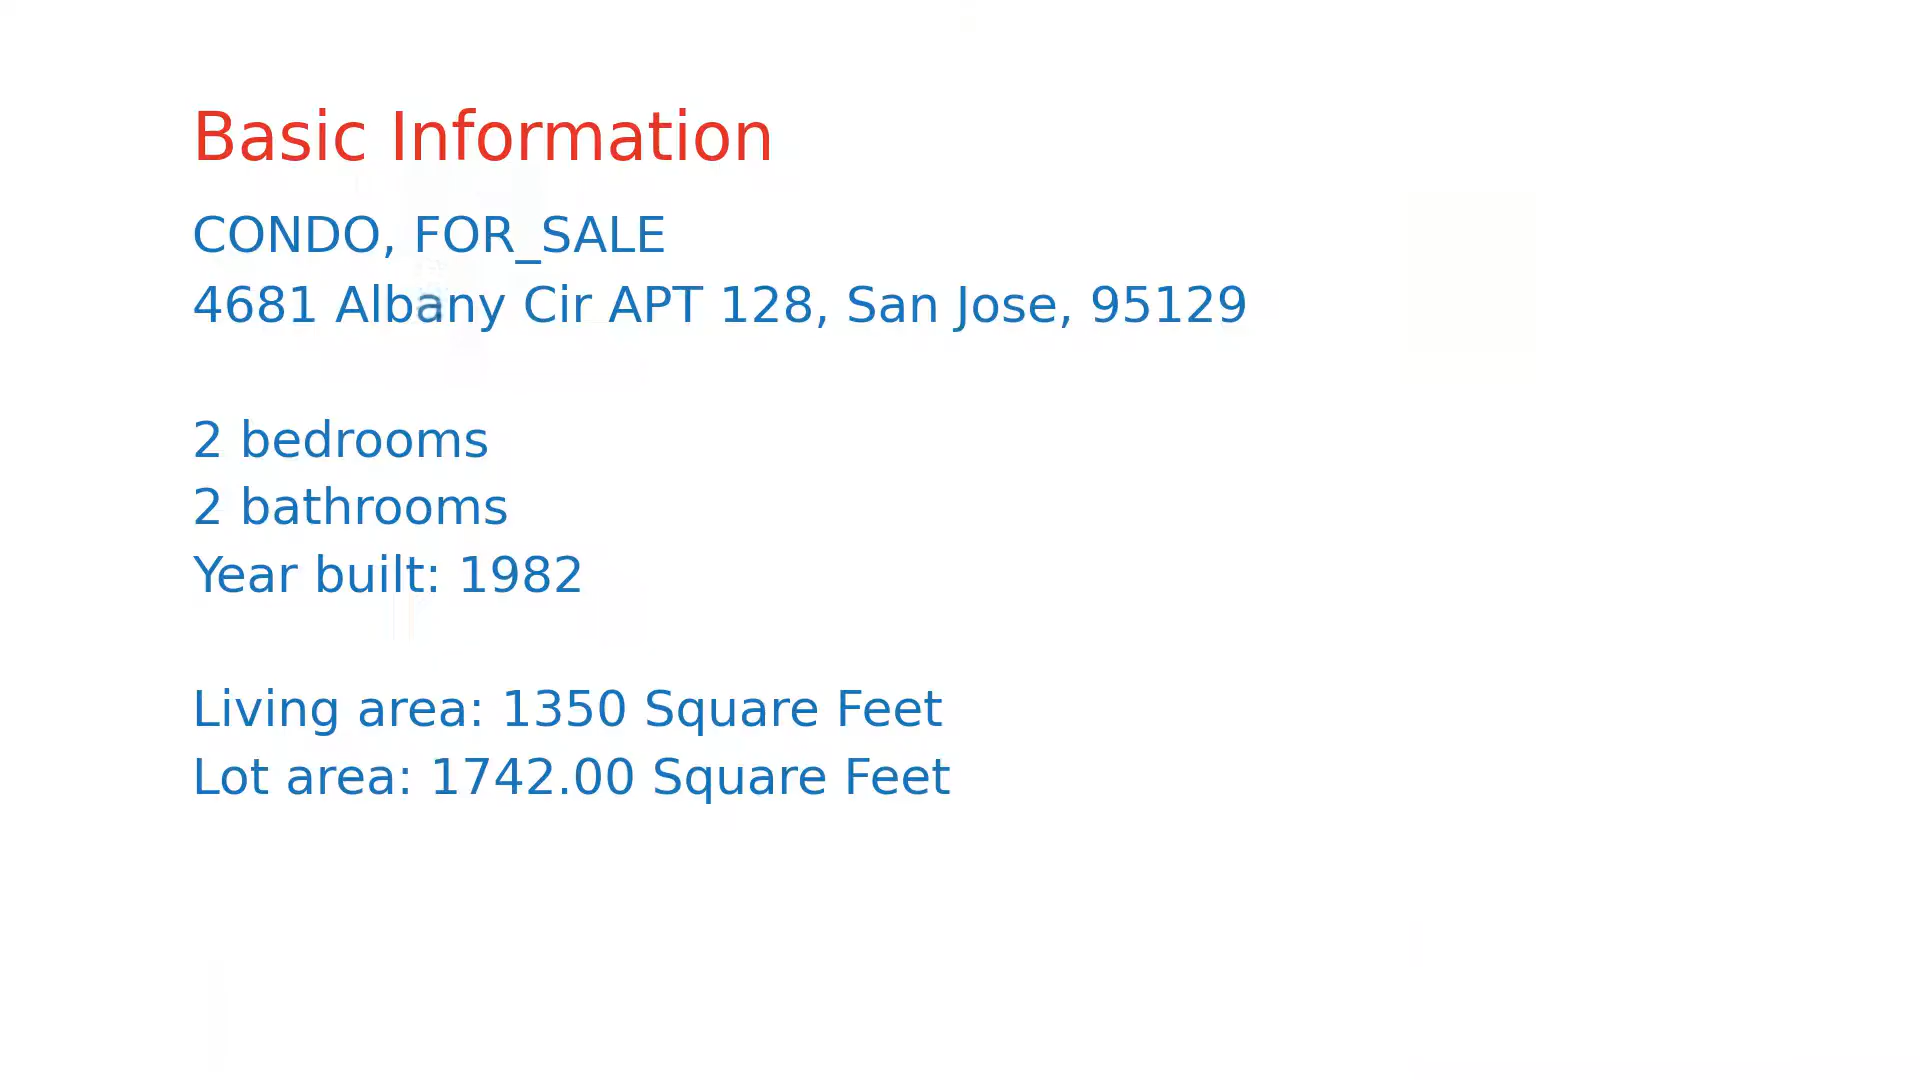 Basic Information
CONDO, FOR_SALE
4681 Albany Cir APT 128, San Jose, 95129
2 bedrooms
2 bathrooms
Year built: 1982
Living area: 1350 Square Feet
Lot area: 1742.00 Square Feet